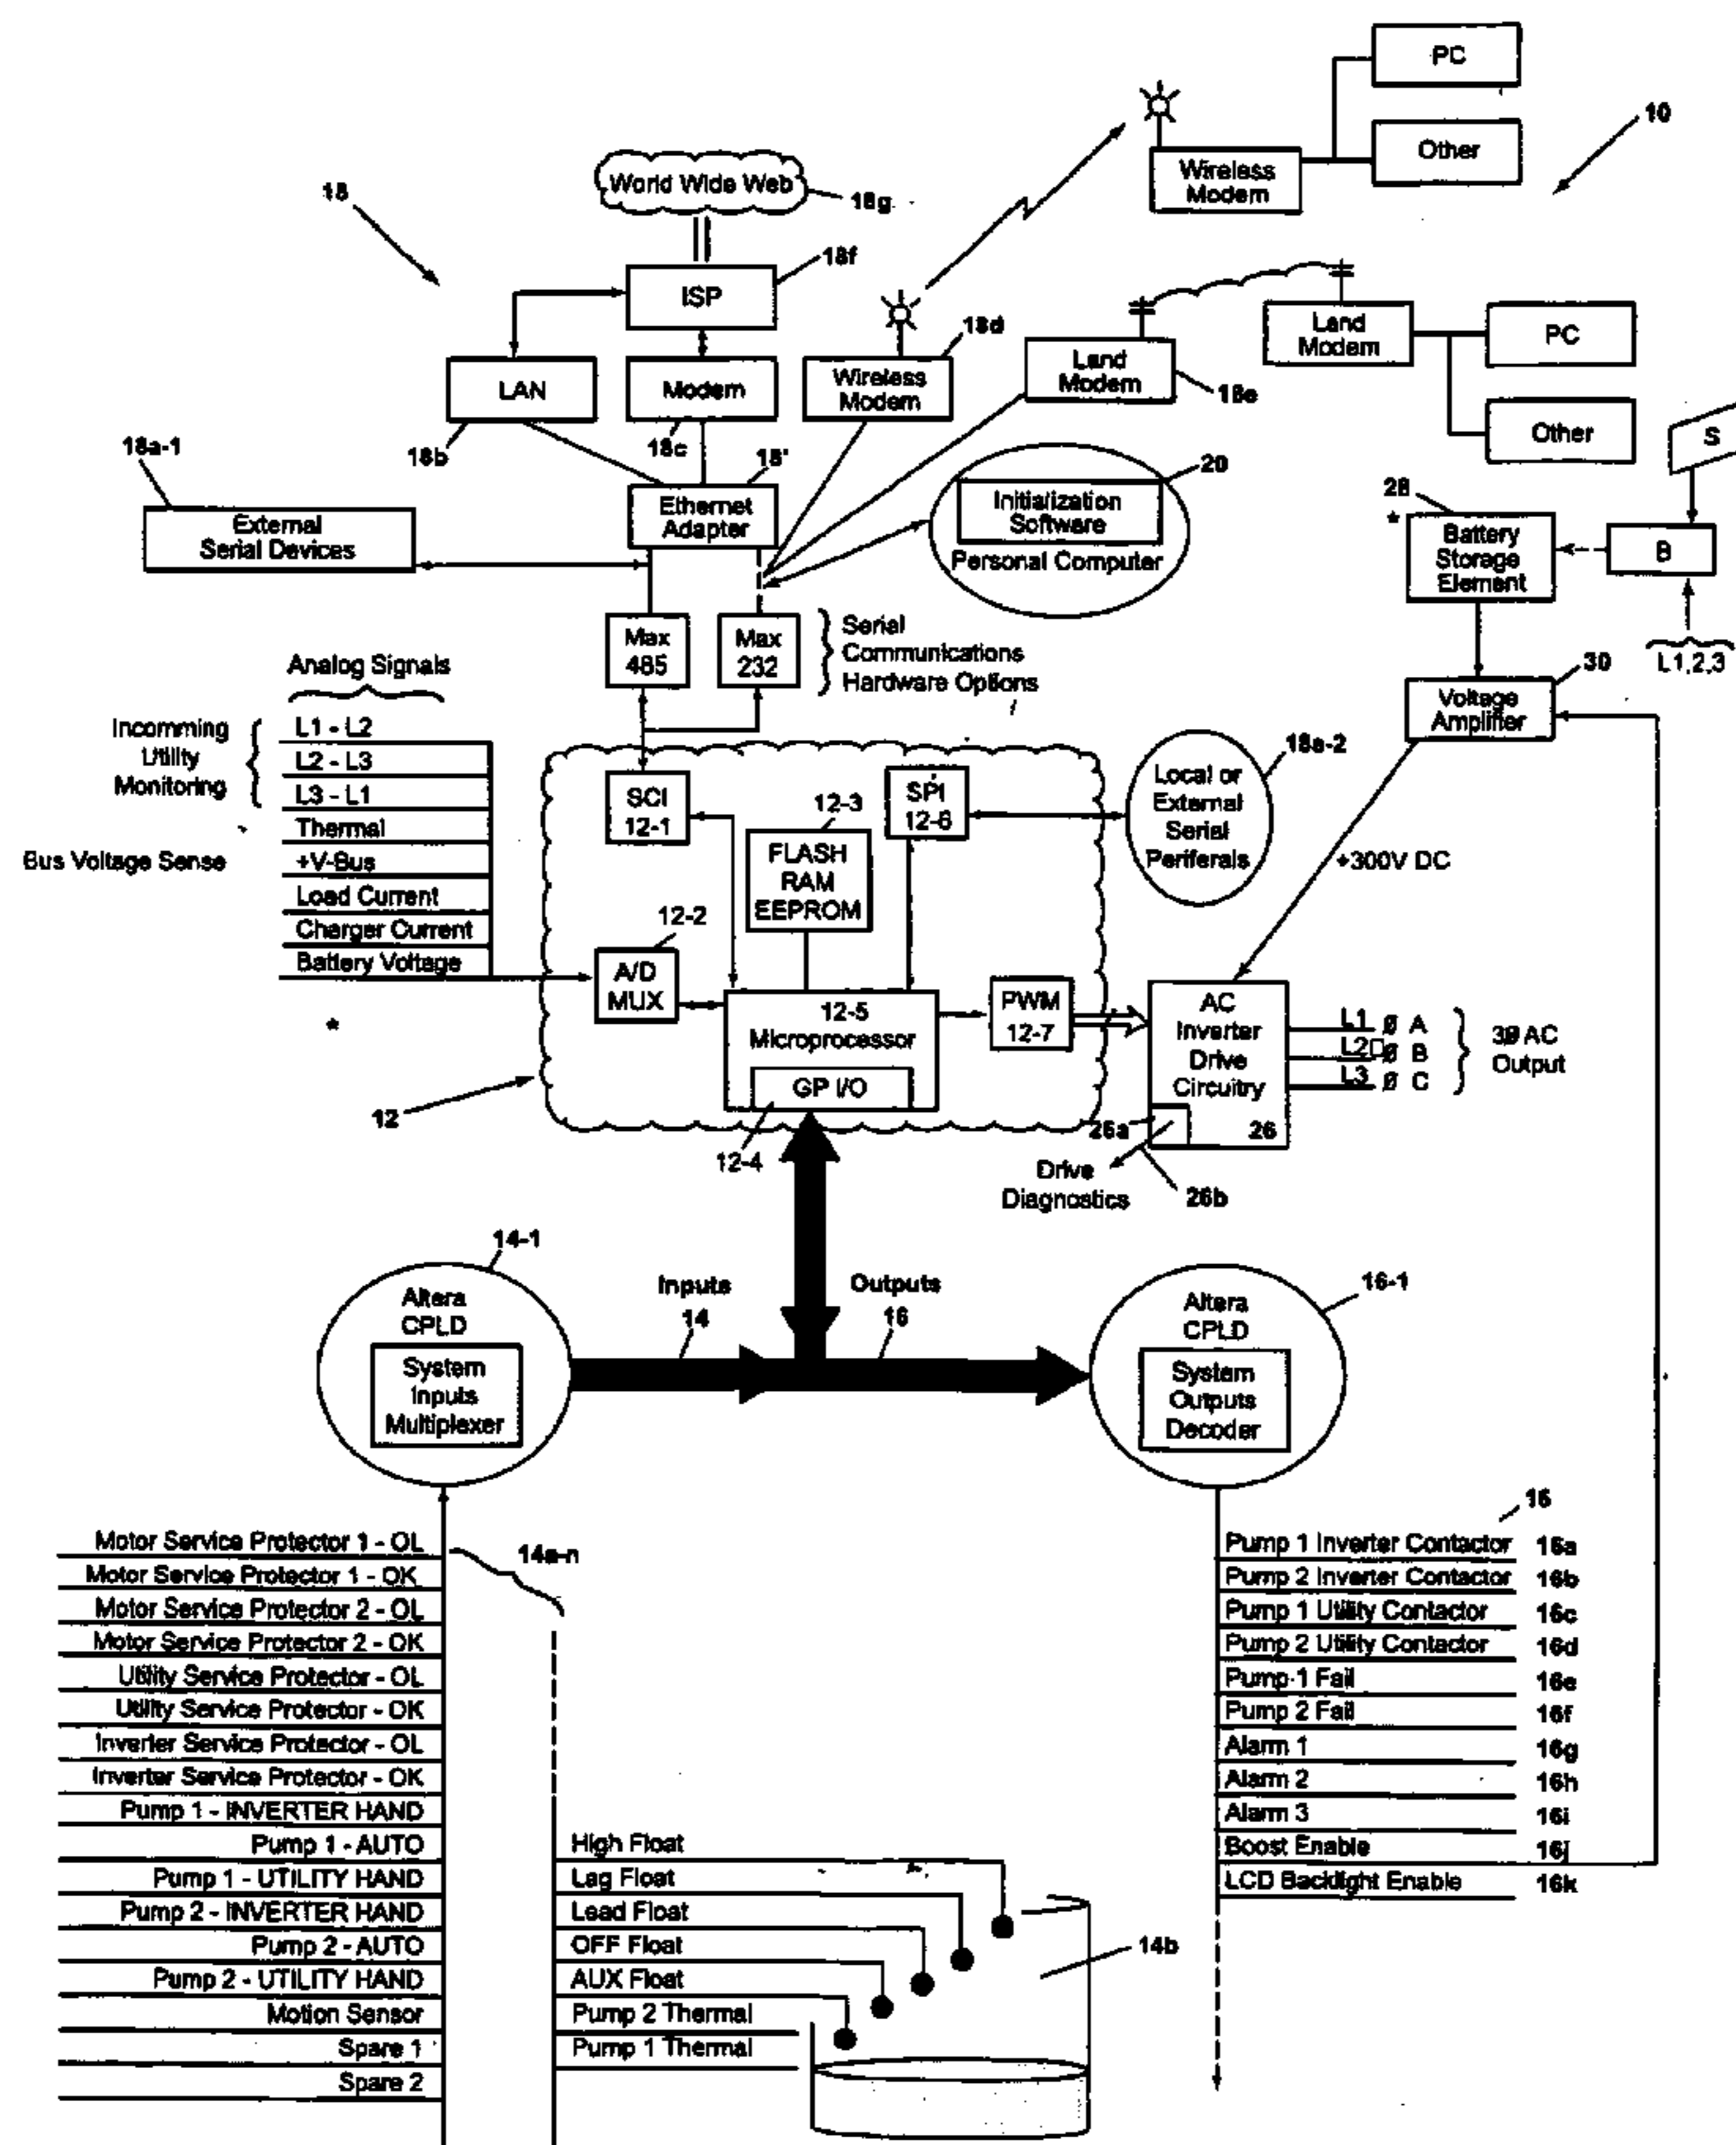 PC
Other
Wireless
Modem
10
18
World Wide Web
18g
ISP
18f
LAN
18b
Modem
18c
Wireless
Modem
18d
Land
Modem
18e
Land
Modem
PC
Other
S
18a-1
External
Serial Devices
Ethernet
Adapter
18'
20
Initialization
Software
Personal Computer
28
*
Battery
Storage
Element
B
L1,2,3
Max
485
Max
232
Serial
Communications
Hardware Options
30
Voltage
Amplifier
Analog Signals
Incomming
Utility
Monitoring
L1 - L2
L2 - L3
L3 - L1
Thermal
Bus Voltage Sense
+V-Bus
Load Current
Charger Current
Battery Voltage
*
SCI
12-1
12-3
FLASH
RAM
EEPROM
SPI
12-6
18a-2
Local or
External
Serial
Periferals
+300V DC
12-2
A/D
MUX
12-5
Microprocessor
GP I/O
12-4
PWM
12-7
12
AC
Inverter
Drive
Circuitry
26
26a
26b
Drive
Diagnostics
L1 Ø A
L2□Ø B
L3 Ø C
3Ø AC
Output
14-1
Altera
CPLD
System
Inputs
Multiplexer
Inputs
14
Outputs
16
16-1
Altera
CPLD
System
Outputs
Decoder
Motor Service Protector 1 - OL
Motor Service Protector 1 - OK
Motor Service Protector 2 - OL
Motor Service Protector 2 - OK
Utility Service Protector - OL
Utility Service Protector - OK
Inverter Service Protector - OL
Inverter Service Protector - OK
Pump 1 - INVERTER HAND
Pump 1 - AUTO
Pump 1 - UTILITY HAND
Pump 2 - INVERTER HAND
Pump 2 - AUTO
Pump 2 - UTILITY HAND
Motion Sensor
Spare 1
Spare 2
14a-n
High Float
Lag Float
Lead Float
OFF Float
AUX Float
Pump 2 Thermal
Pump 1 Thermal
14b
16
Pump 1 Inverter Contactor 16a
Pump 2 Inverter Contactor 16b
Pump 1 Utility Contactor 16c
Pump 2 Utility Contactor 16d
Pump 1 Fail 16e
Pump 2 Fail 16f
Alarm 1 16g
Alarm 2 16h
Alarm 3 16i
Boost Enable 16j
LCD Backlight Enable 16k